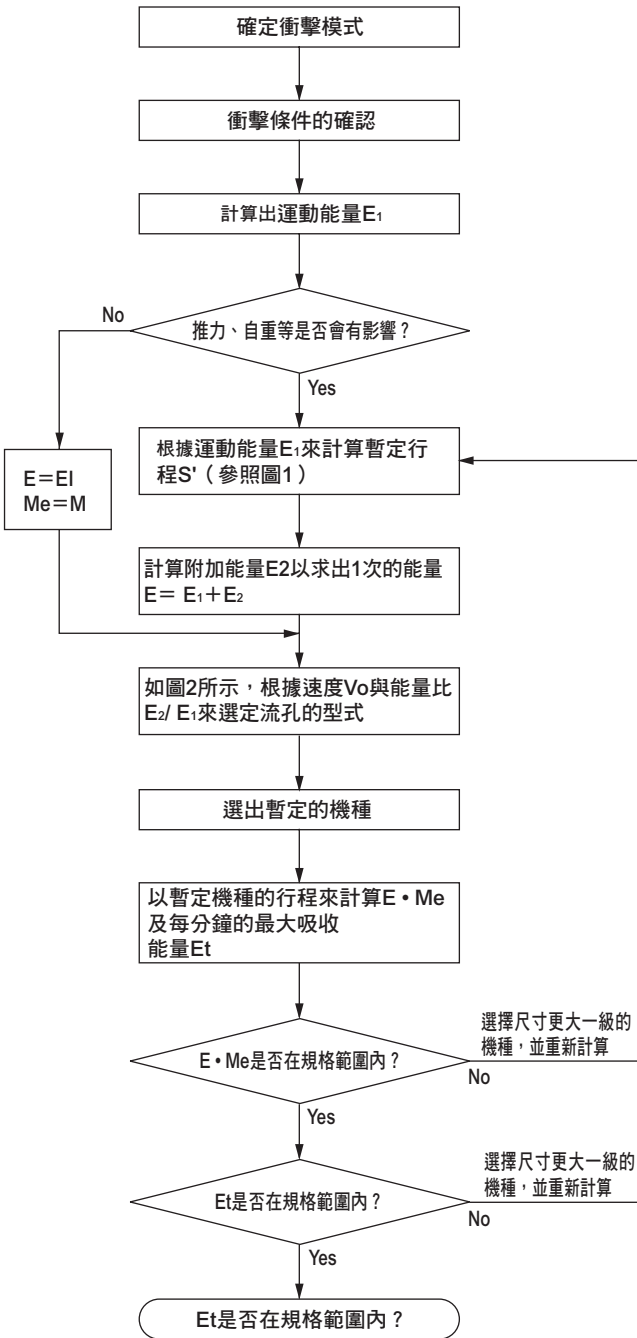 確定衝擊模式
衝擊條件的確認
計算出運動能量E₁
推力、自重等是否會有影響？
No
Yes
E＝EI
Me＝M
根據運動能量E₁來計算暫定行
程S'（參照圖1）
計算附加能量E2以求出1次的能量
E＝ E₁＋E₂
如圖2所示，根據速度Vo與能量比
E₂/ E₁來選定流孔的型式
選出暫定的機種
以暫定機種的行程來計算E • Me
及每分鐘的最大吸收
能量Et
E • Me是否在規格範圍內？
選擇尺寸更大一級的
機種，並重新計算
No
Yes
Et是否在規格範圍內？
選擇尺寸更大一級的
機種，並重新計算
No
Yes
Et是否在規格範圍內？